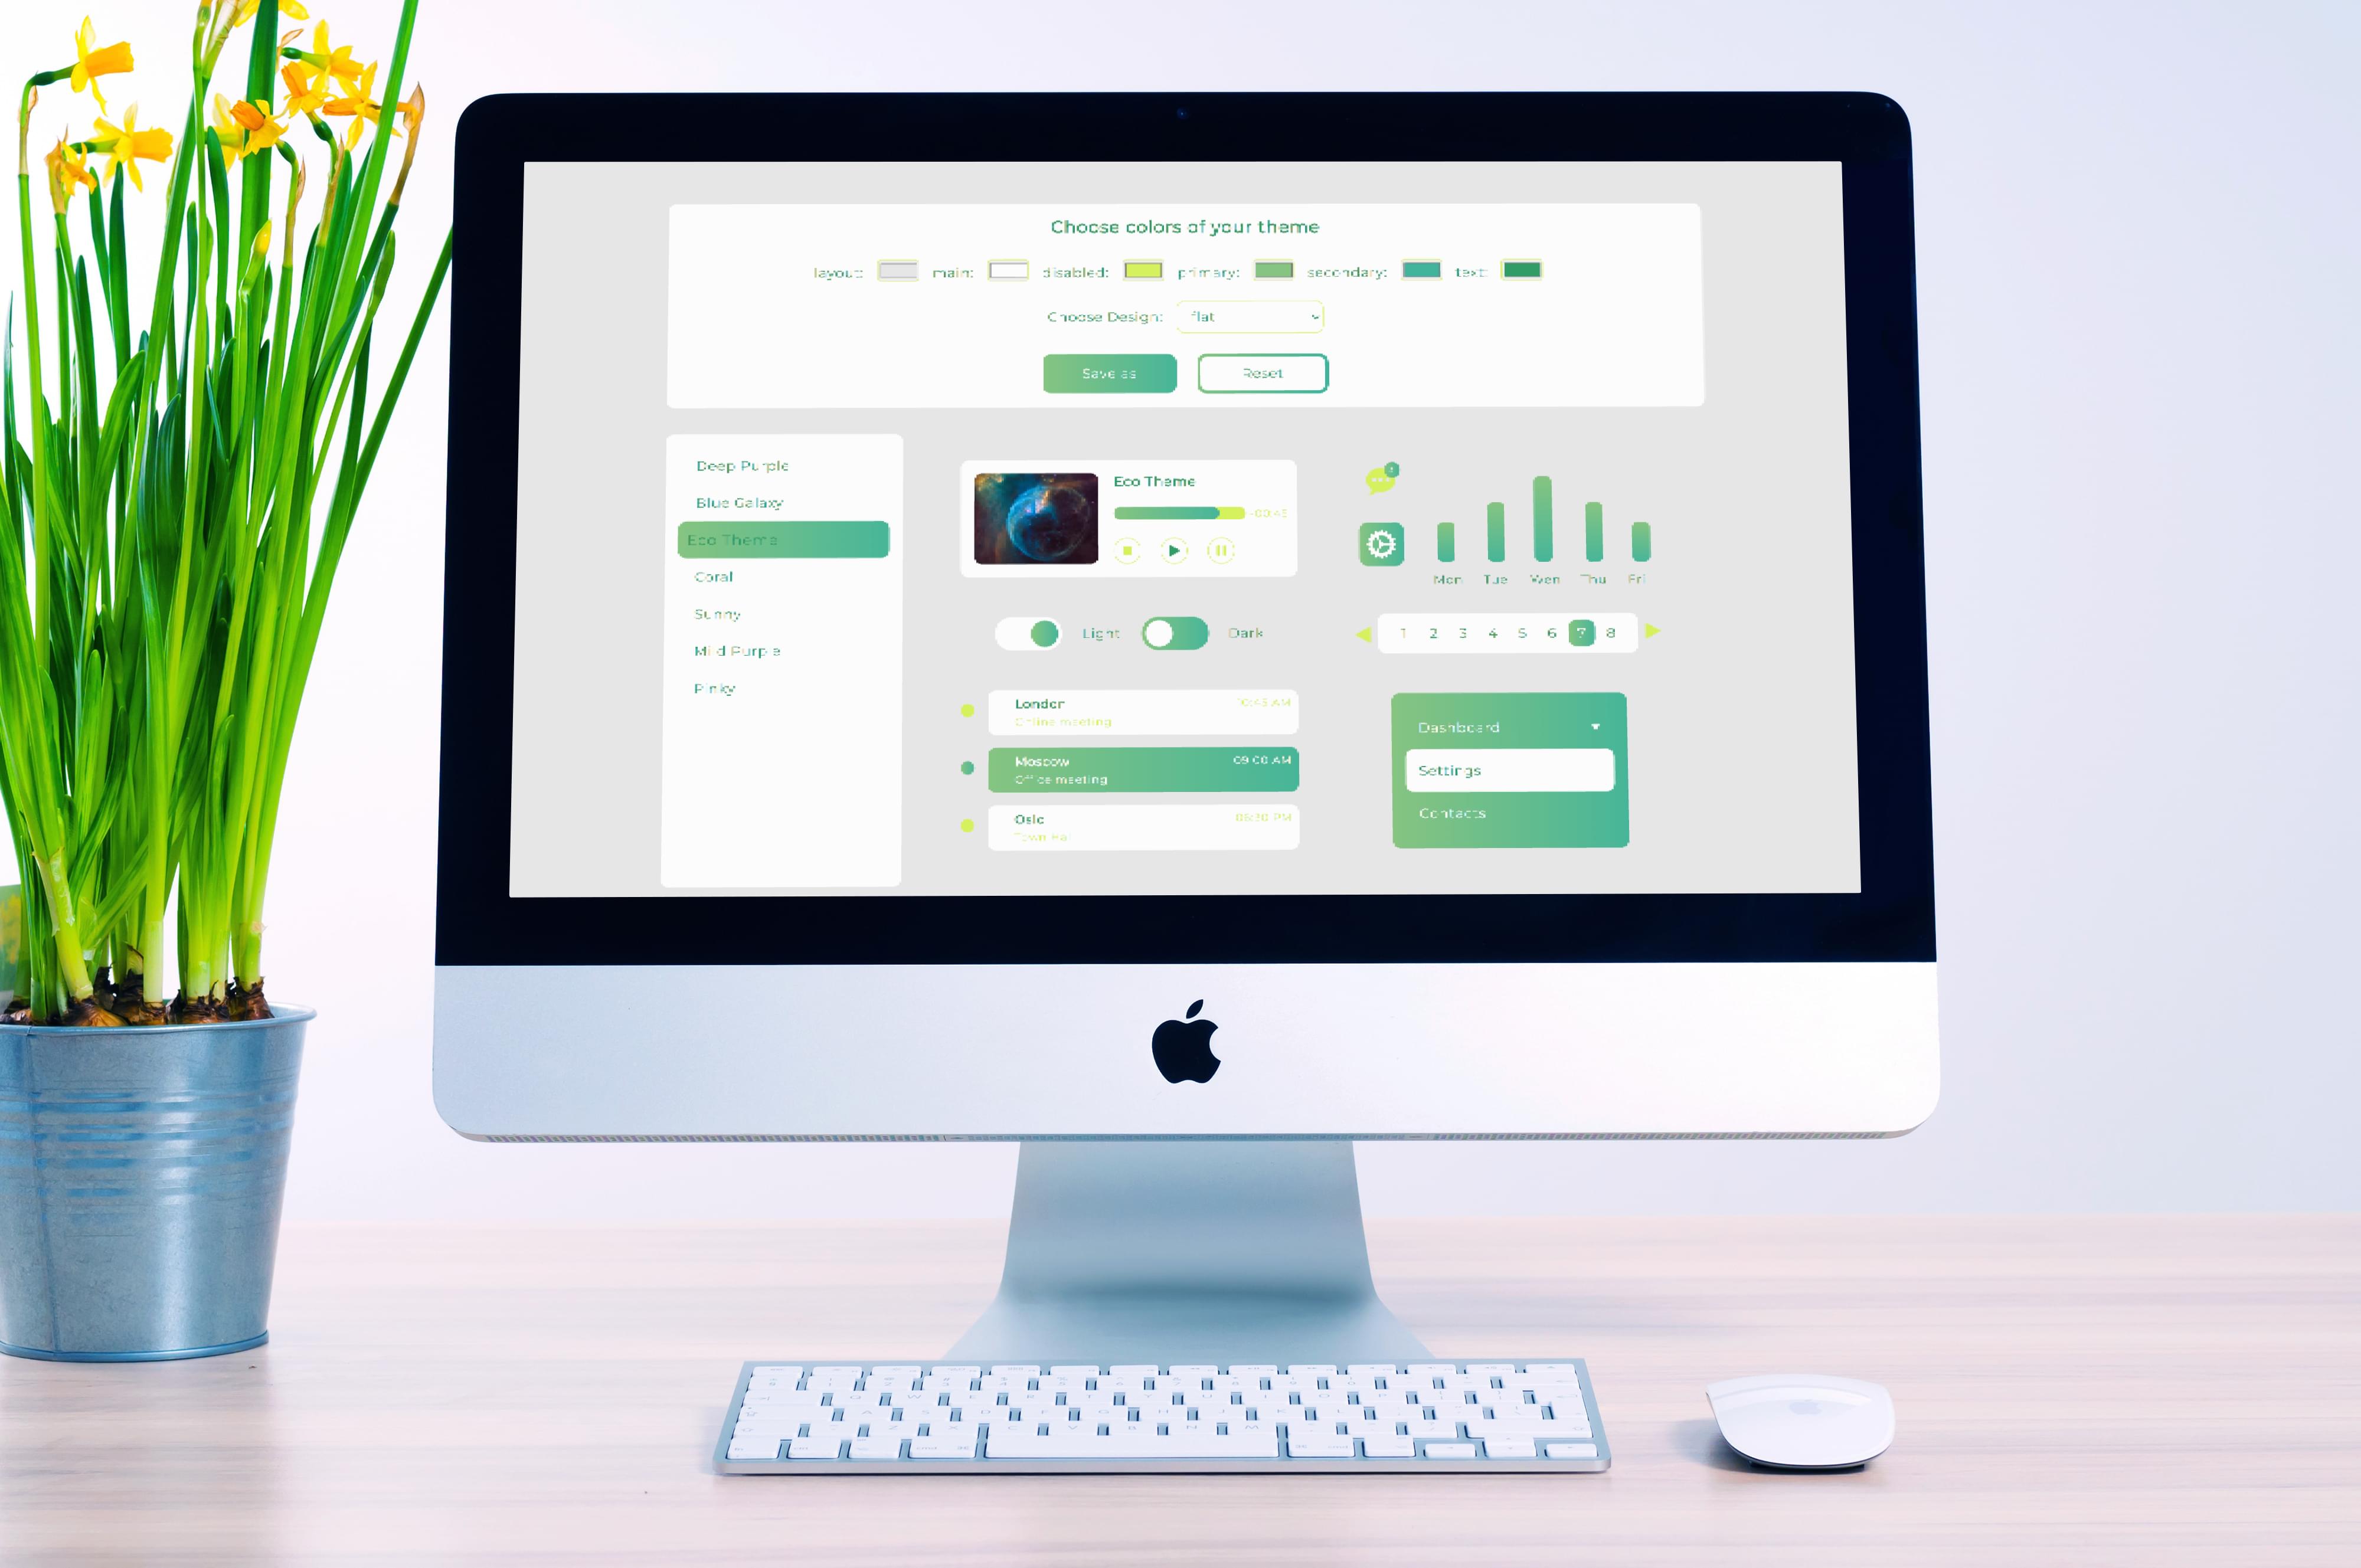 Choose colors of your theme
layout: main: disabled: primary: secondary: text:
Choose Design: flat
Save as Reset
Deep Purple
Blue Galaxy
Eco Theme
Coral
Sunny
Mild Purple
Pinky
Eco Theme
-00:45
Mon Tue Wen Thu Fri
Light Dark
1 2 3 4 5 6 7 8
London 10:45 AM
Online meeting
Moscow 09:00 AM
Office meeting
Oslo 06:30 PM
Town Hall
Dashboard
Settings
Contacts